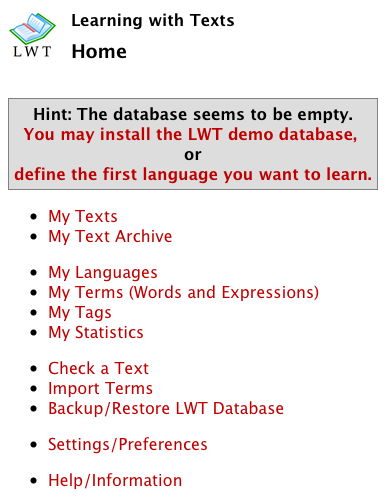 Learning with Texts
L W T
Home
Hint: The database seems to be empty.
You may install the LWT demo database,
or
define the first language you want to learn.
My Texts
My Text Archive
My Languages
My Terms (Words and Expressions)
My Tags
My Statistics
Check a Text
Import Terms
Backup/Restore LWT Database
Settings/Preferences
Help/Information